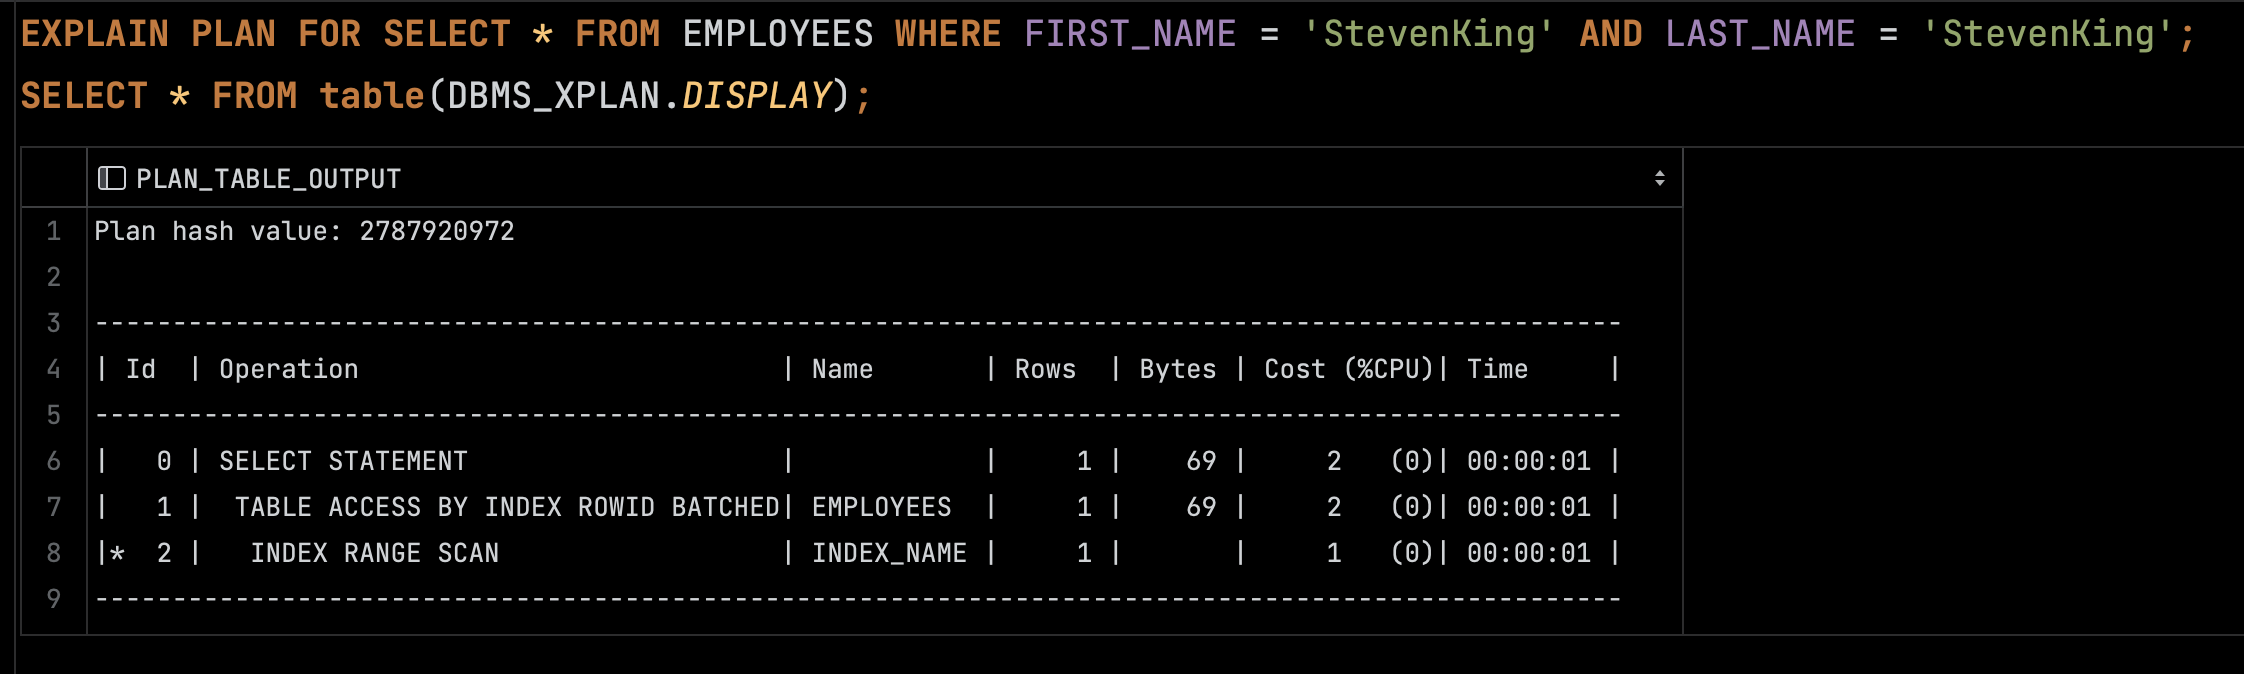 EXPLAIN PLAN FOR SELECT * FROM EMPLOYEES WHERE FIRST_NAME = 'StevenKing' AND LAST_NAME = 'StevenKing';
SELECT * FROM table(DBMS_XPLAN.DISPLAY);
PLAN_TABLE_OUTPUT
1 Plan hash value: 2787920972
2
3 --------------------------------------------------------------------------------------------------
4 | Id  | Operation                           | Name       | Rows  | Bytes | Cost (%CPU)| Time     |
5 --------------------------------------------------------------------------------------------------
6 |   0 | SELECT STATEMENT                    |            |     1 |    69 |     2   (0)| 00:00:01 |
7 |   1 |  TABLE ACCESS BY INDEX ROWID BATCHED| EMPLOYEES  |     1 |    69 |     2   (0)| 00:00:01 |
8 |*  2 |   INDEX RANGE SCAN                  | INDEX_NAME |     1 |       |     1   (0)| 00:00:01 |
9 --------------------------------------------------------------------------------------------------